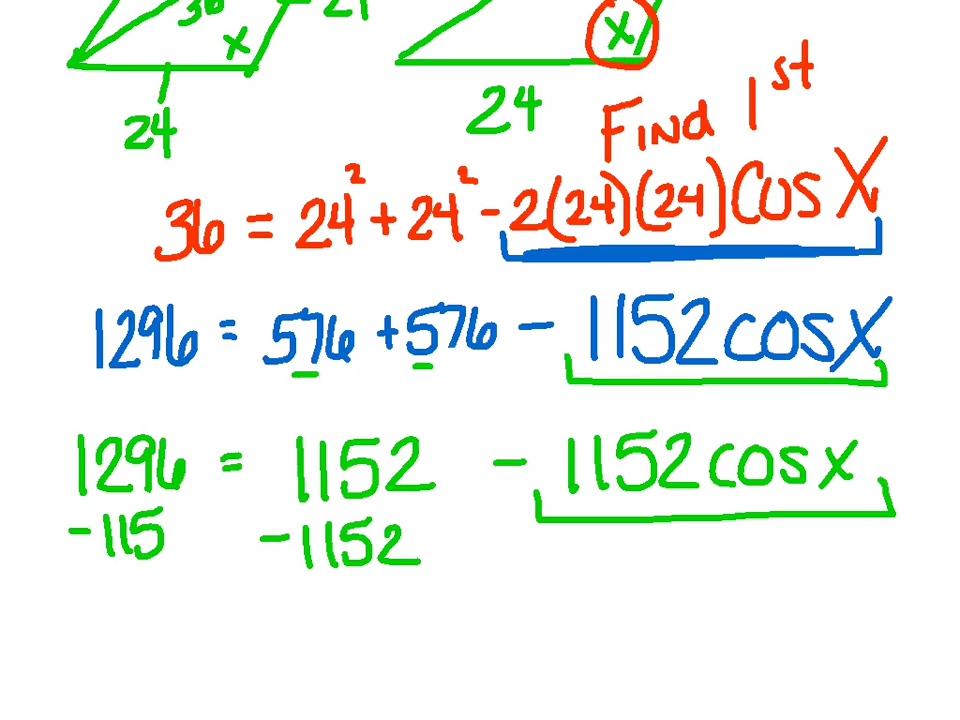 36 x x
24 24 Find 1st
36 = 24² + 24² - 2(24)(24) cos X
1296 = 576 + 576 - 1152 cos X
1296 = 1152 - 1152 cos x
-115 -1152